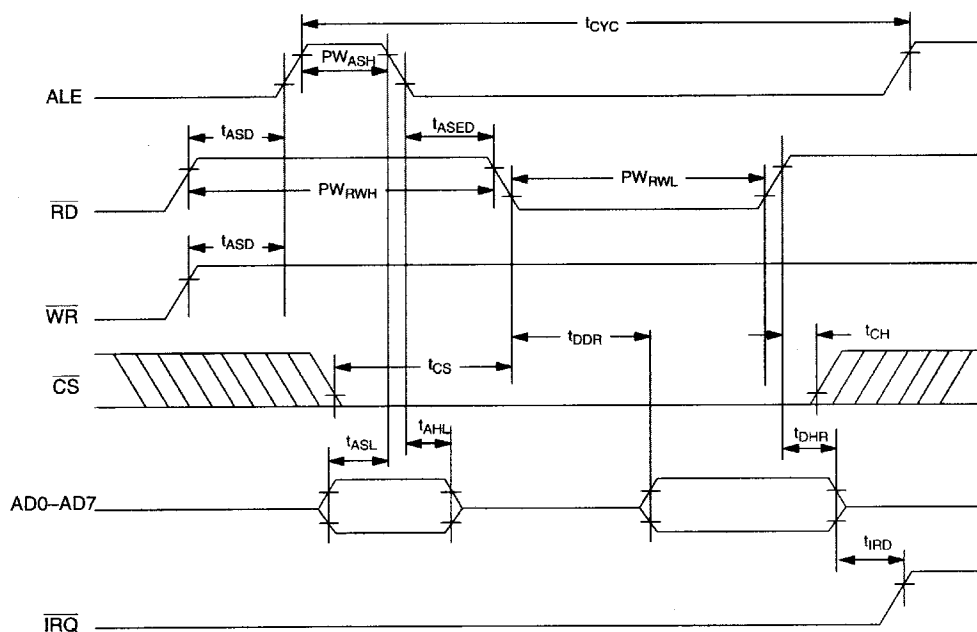 tCYC
PWASH
ALE
tASD
tASED
PWRWH
PWRWL
RD
tASD
WR
tDDR
tCH
tCS
CS
tAHL
tASL
tDHR
AD0–AD7
tIRD
IRQ